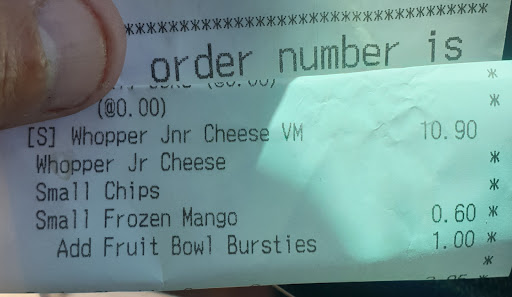 ******************************************
order number is
*
(@0.00) *
[S] Whopper Jnr Cheese VM 10.90
Whopper Jr Cheese *
Small Chips *
Small Frozen Mango 0.60 *
Add Fruit Bowl Bursties 1.00 *
*